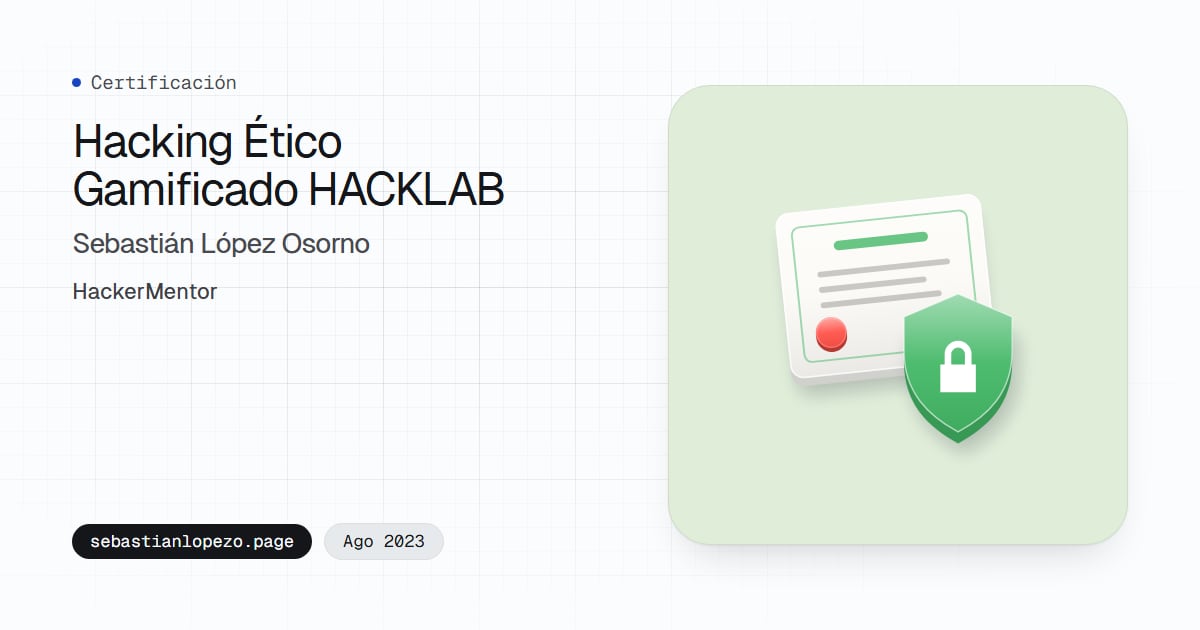 Certificación
Hacking Ético
Gamificado HACKLAB
Sebastián López Osorno
HackerMentor
sebastianlopezo.page
Ago 2023